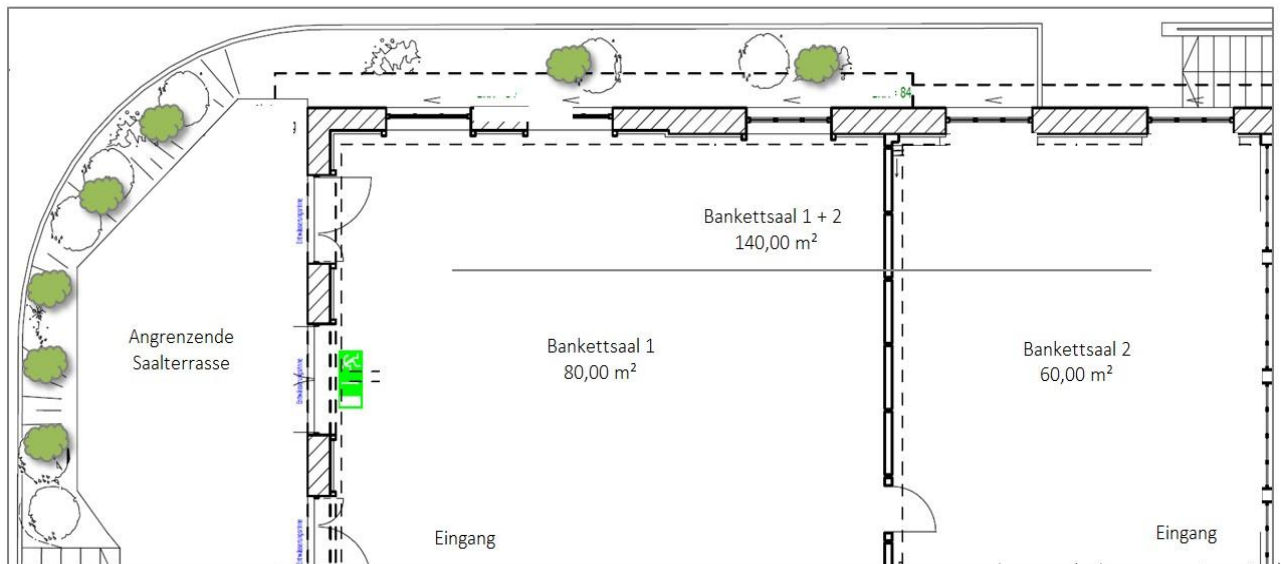 84
Bankettsaal 1 + 2
140,00 m²
Angrenzende
Saalterrasse
Bankettsaal 1
80,00 m²
Bankettsaal 2
60,00 m²
Eingang
Eingang